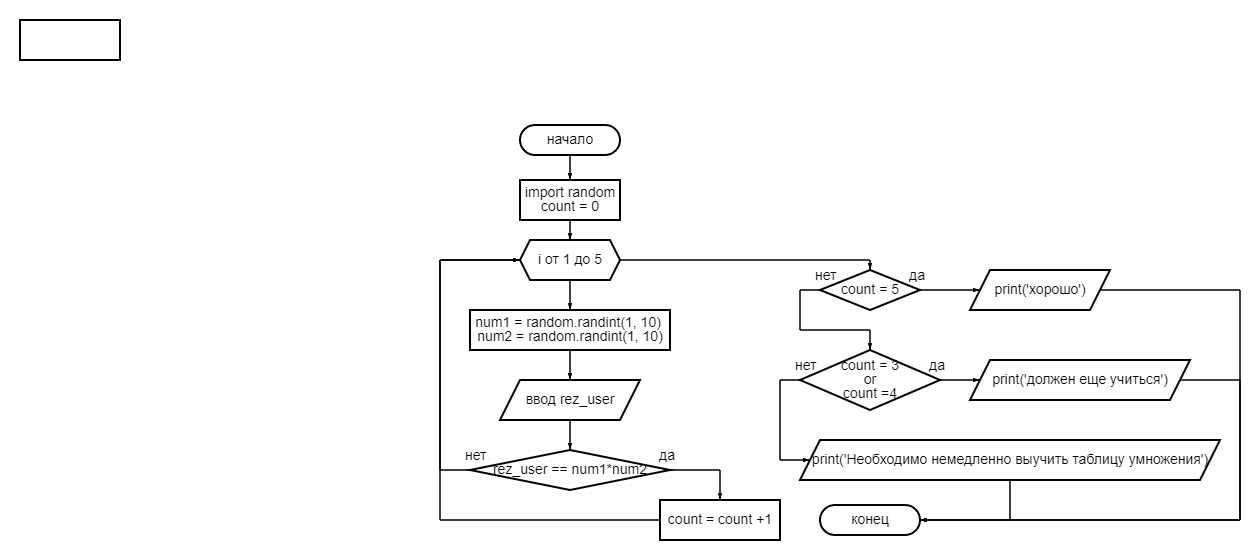 начало
import random
count = 0
i от 1 до 5
num1 = random.randint(1, 10)
num2 = random.randint(1, 10)
ввод rez_user
нет
да
rez_user == num1*num2
count = count +1
нет
да
count = 5
print('хорошо')
нет
да
count = 3
or
count =4
print('должен еще учиться')
print('Необходимо немедленно выучить таблицу умножения')
конец